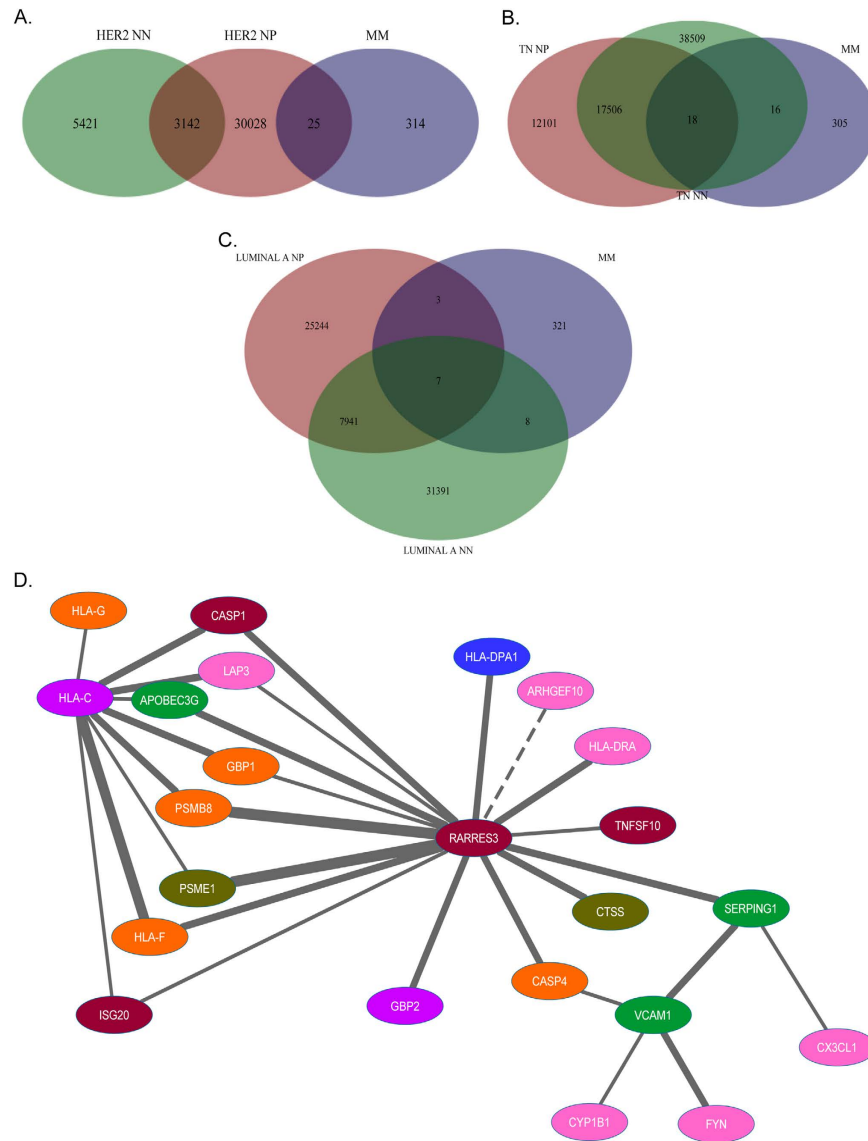 A.
HER2 NN
HER2 NP
MM
5421
3142
30028
25
314
B.
38509
TN NP
MM
17506
16
12101
18
305
TN NN
C.
LUMINAL A NP
MM
3
25244
321
7
7941
8
31391
LUMINAL A NN
D.
HLA-G
CASP1
HLA-DPA1
LAP3
ARHGEF10
HLA-C
APOBEC3G
HLA-DRA
GBP1
PSMB8
TNFSF10
RARRES3
PSME1
CTSS
SERPING1
HLA-F
CASP4
GBP2
ISG20
VCAM1
CX3CL1
CYP1B1
FYN